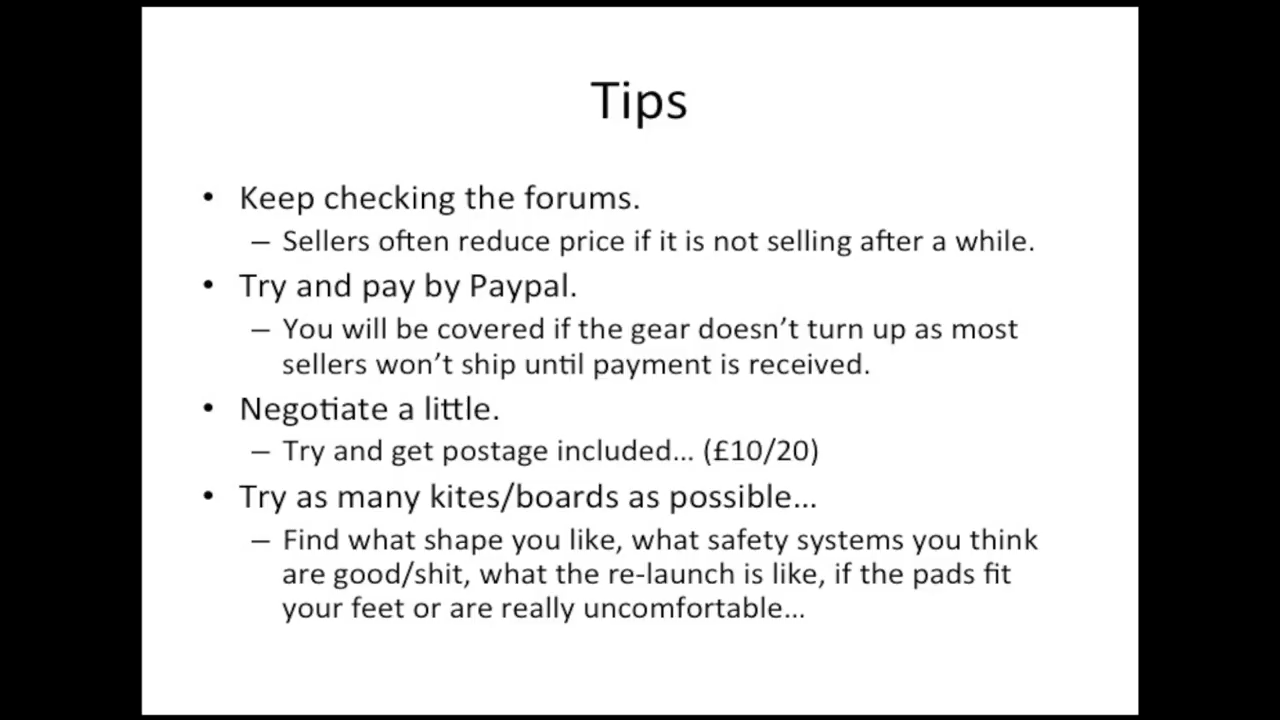 Tips
• Keep checking the forums.
– Sellers often reduce price if it is not selling after a while.
• Try and pay by Paypal.
– You will be covered if the gear doesn’t turn up as most
sellers won’t ship until payment is received.
• Negotiate a little.
– Try and get postage included… (£10/20)
• Try as many kites/boards as possible…
– Find what shape you like, what safety systems you think
are good/shit, what the re-launch is like, if the pads fit
your feet or are really uncomfortable…